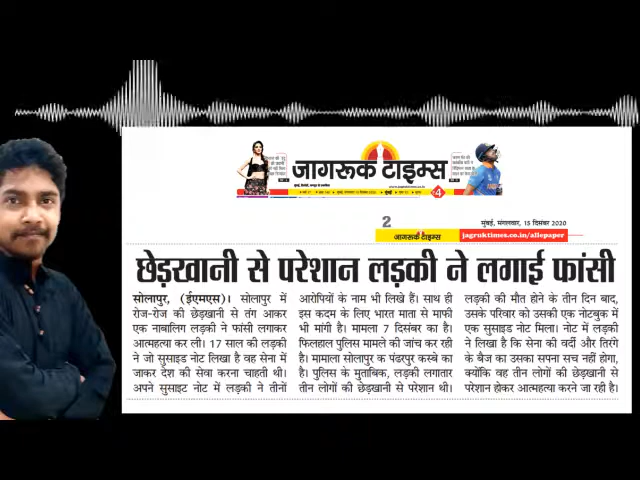 जागरूक टाइम्स
4
2
मुंबई, मंगलवार, 15 दिसंबर 2020
जागरूक टाइम्स jagruktimes.co.in/allepaper
छेड़खानी से परेशान लड़की ने लगाई फांसी
सोलापुर, (ईएमएस)। सोलापुर में
रोज-रोज की छेड़खानी से तंग आकर
एक नाबालिग लड़की ने फांसी लगाकर
आत्महत्या कर ली। 17 साल की लड़की
ने जो सुसाइड नोट लिखा है वह सेना में
जाकर देश की सेवा करना चाहती थी।
अपने सुसाइट नोट में लड़की ने तीनों
आरोपियों के नाम भी लिखे हैं। साथ ही
इस कदम के लिए भारत माता से माफी
भी मांगी है। मामला 7 दिसंबर का है।
फिलहाल पुलिस मामले की जांच कर रही
है। मामाला सोलापुर क पंढरपुर कस्बे का
है। पुलिस के मुताबिक, लड़की लगातार
तीन लोगों की छेड़खानी से परेशान थी।
लड़की की मौत होने के तीन दिन बाद,
उसके परिवार को उसकी एक नोटबुक में
एक सुसाइड नोट मिला। नोट में लड़की
ने लिखा है कि सेना की वर्दी और तिरंगे
के बैज का उसका सपना सच नहीं होगा,
क्योंकि वह तीन लोगों की छेड़खानी से
परेशान होकर आत्महत्या करने जा रही है।